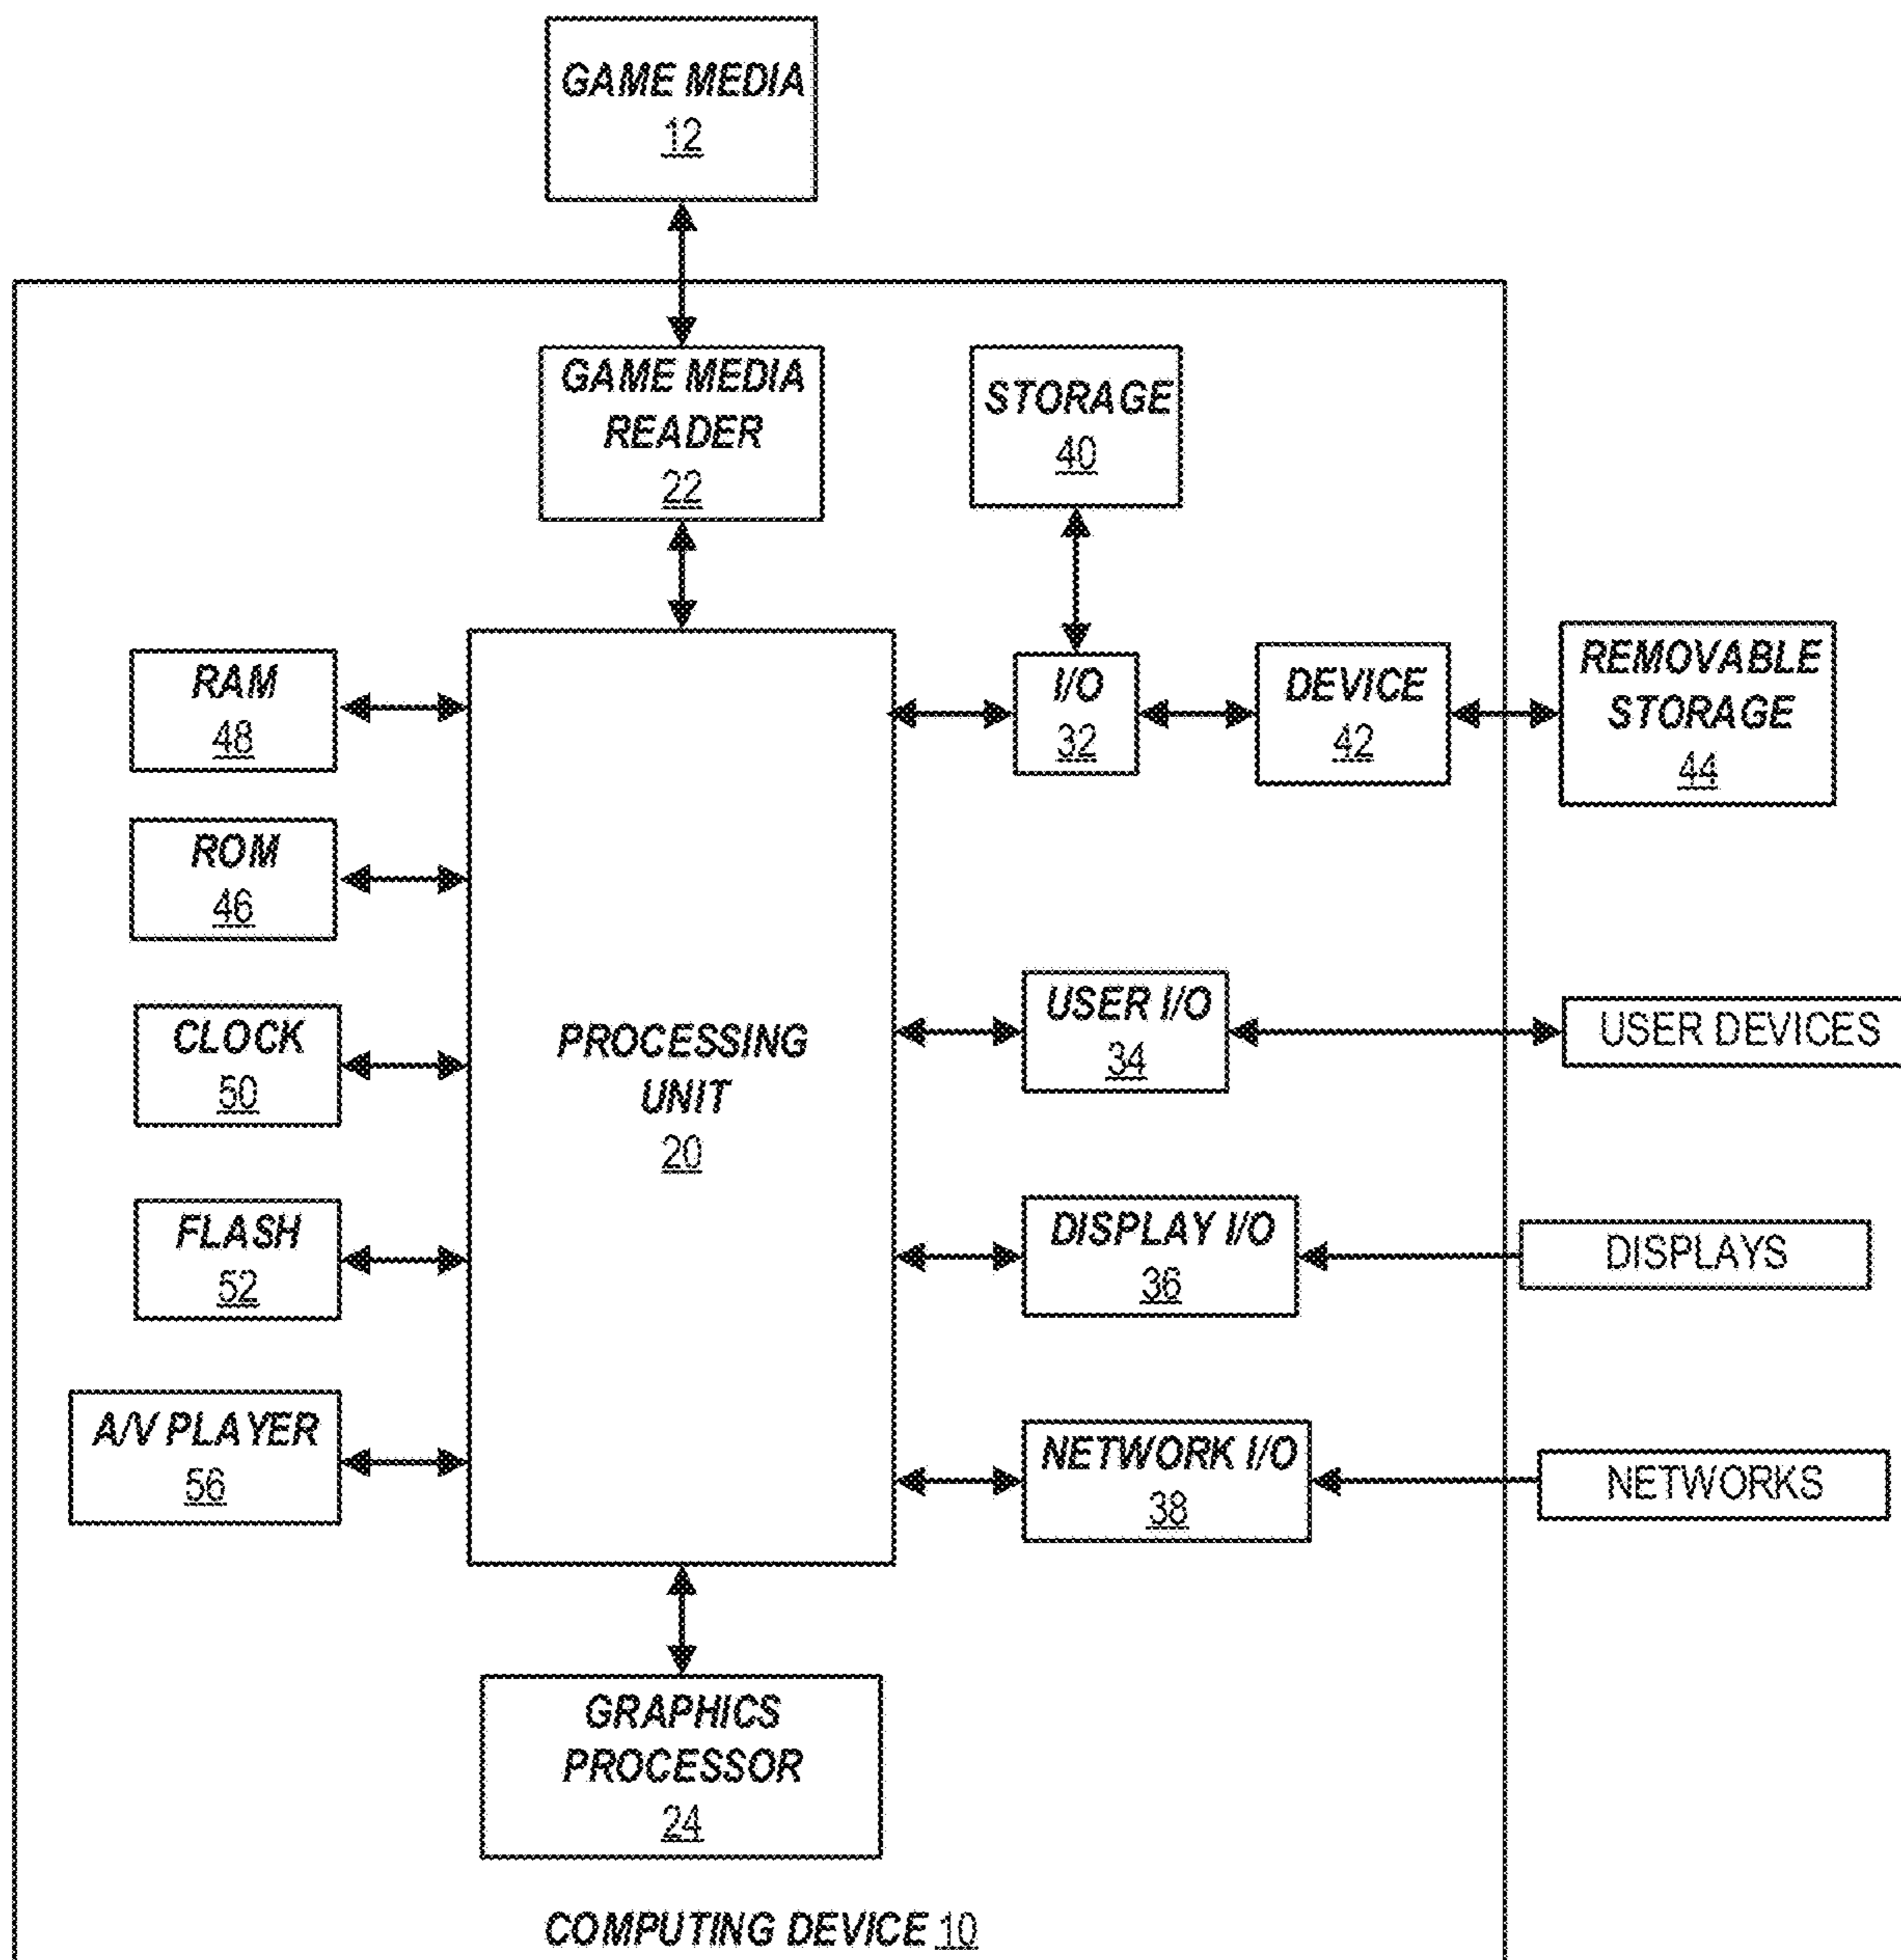 GAME MEDIA
12
GAME MEDIA
READER
22
STORAGE
40
RAM
48
I/O
32
DEVICE
42
REMOVABLE
STORAGE
44
ROM
46
CLOCK
50
PROCESSING
UNIT
20
USER I/O
34
USER DEVICES
FLASH
52
DISPLAY I/O
36
DISPLAYS
A/V PLAYER
56
NETWORK I/O
38
NETWORKS
GRAPHICS
PROCESSOR
24
COMPUTING DEVICE 10